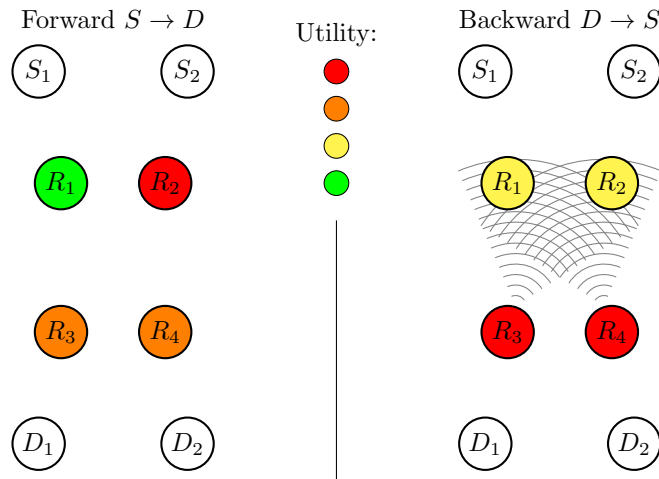 Forward S → D
Utility:
Backward D → S
S₁ S₂
S₁ S₂
R₁ R₂
R₁ R₂
R₃ R₄
R₃ R₄
D₁ D₂
D₁ D₂